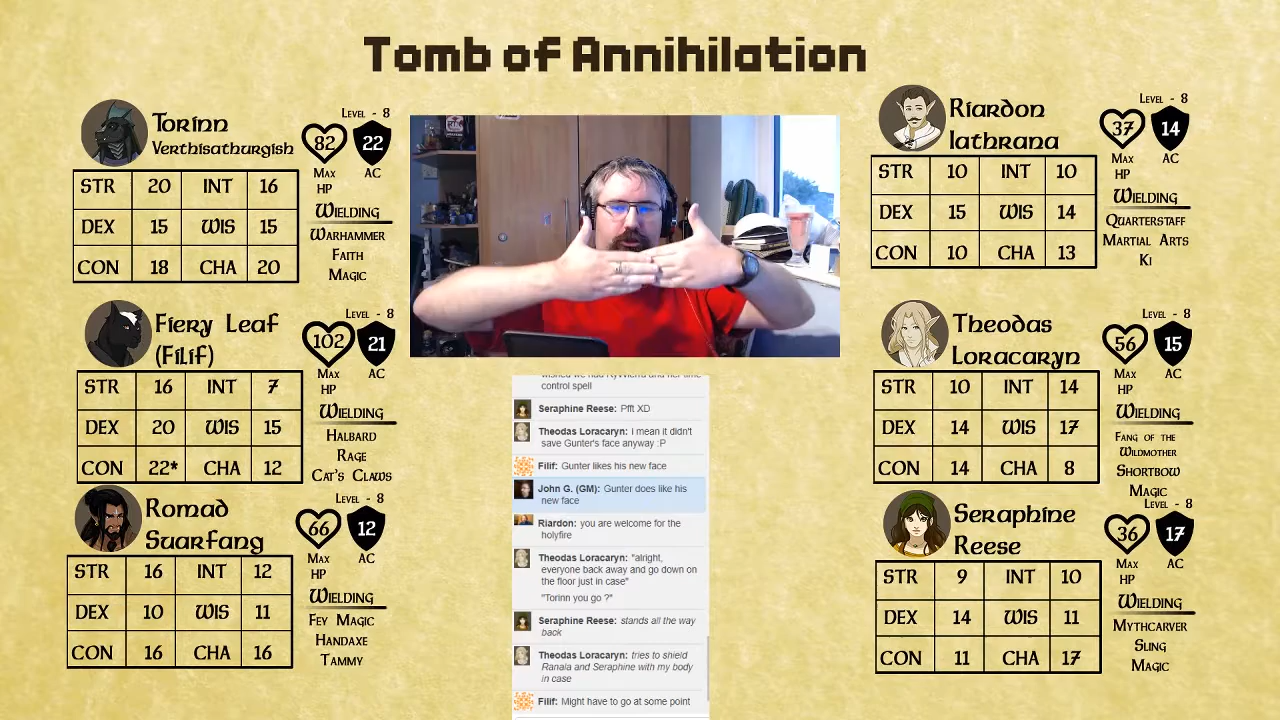 Tomb of Annihilation
Torinn
Verthisathurgish
Level - 8
82
22
Max HP
AC
STR 20 INT 16
DEX 15 WIS 15
CON 18 CHA 20
Wielding
Warhammer
Faith
Magic
Fiery Leaf
(Filif)
Level - 8
102
21
Max HP
AC
STR 16 INT 7
DEX 20 WIS 15
CON 22* CHA 12
Wielding
Halbard
Rage
Cat's Claws
Romad
Suarfang
Level - 8
66
12
Max HP
AC
STR 16 INT 12
DEX 10 WIS 11
CON 16 CHA 16
Wielding
Fey Magic
Handaxe
Tammy
control spell
Seraphine Reese: Pfft XD
Theodas Loracaryn: I mean it didn't
save Gunter's face anyway :P
Filif: Gunter likes his new face
John G. (GM): Gunter does like his
new face
Riardon: you are welcome for the
holyfire
Theodas Loracaryn: "alright,
everyone back away and go down on
the floor just in case"
"Torinn you go ?"
Seraphine Reese: stands all the way
back
Theodas Loracaryn: tries to shield
Ranaia and Seraphine with my body
in case
Filif: Might have to go at some point
Riardon
Iathrana
Level - 8
37
14
Max HP
AC
STR 10 INT 10
DEX 15 WIS 14
CON 10 CHA 13
Wielding
Quarterstaff
Martial Arts
Ki
Theodas
Loracaryn
Level - 8
56
15
Max HP
AC
STR 10 INT 14
DEX 14 WIS 17
CON 14 CHA 8
Wielding
Fang of the
Wildmother
Shortbow
Magic
Seraphine
Reese
Level - 8
36
17
Max HP
AC
STR 9 INT 10
DEX 14 WIS 11
CON 11 CHA 17
Wielding
Mythcarver
Sling
Magic